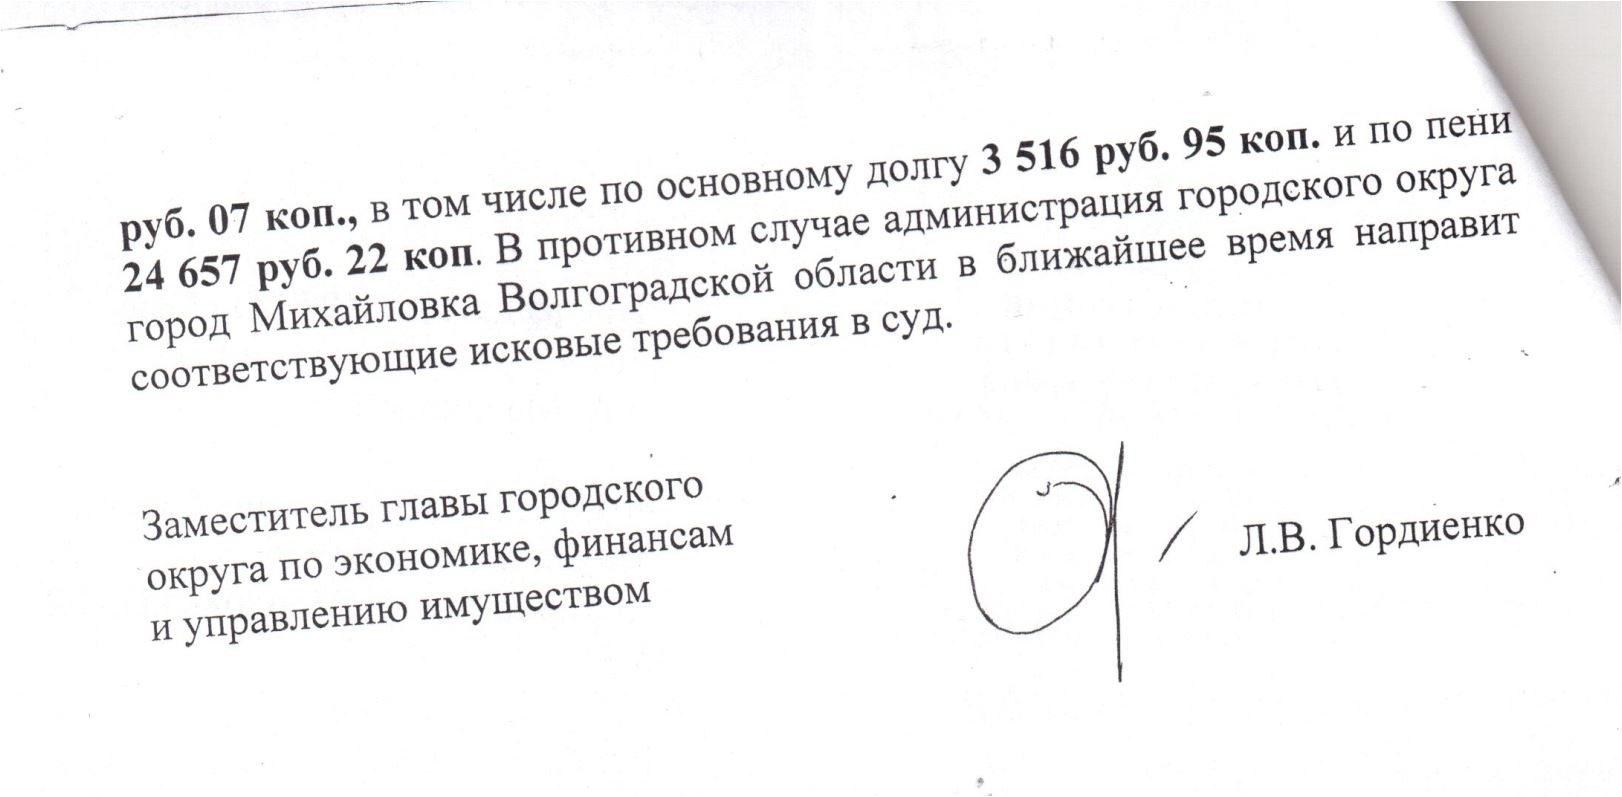 руб. 07 коп., в том числе по основному долгу 3 516 руб. 95 коп. и по пени
24 657 руб. 22 коп. В противном случае администрация городского округа
город Михайловка Волгоградской области в ближайшее время направит
соответствующие исковые требования в суд.
Заместитель главы городского
округа по экономике, финансам
и управлению имуществом
Л.В. Гордиенко